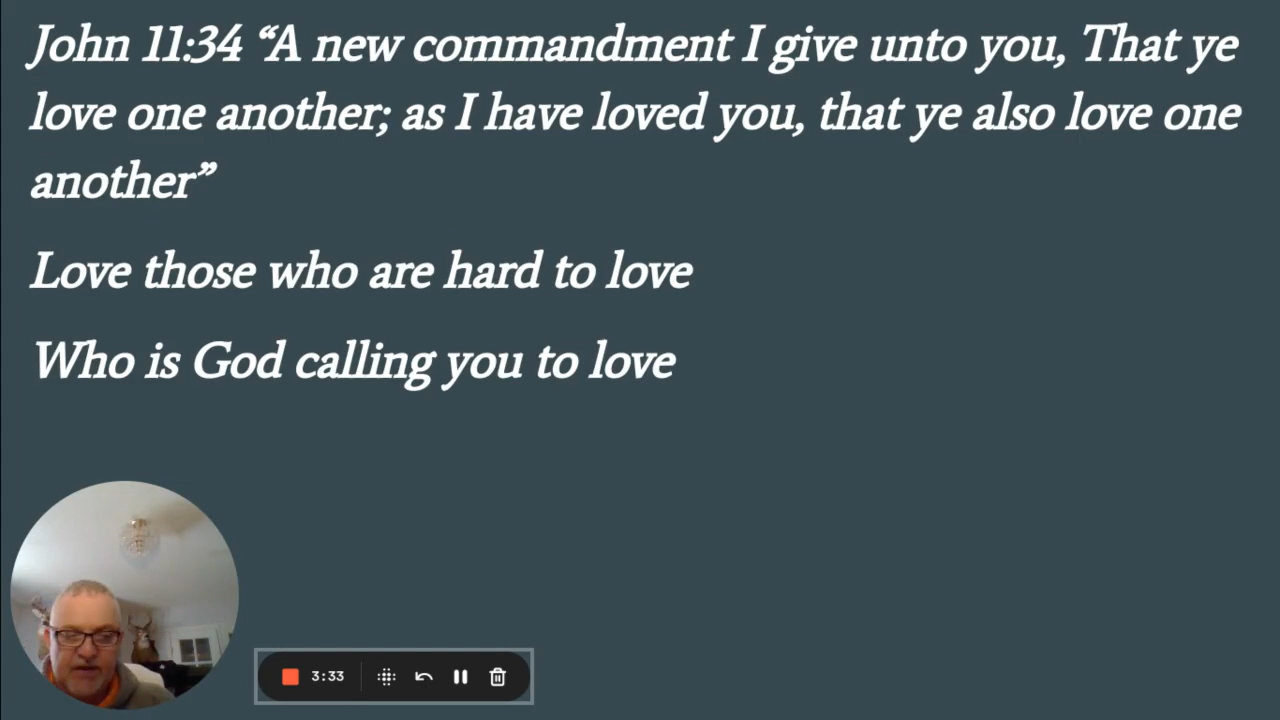 John 11:34 “A new commandment I give unto you, That ye
love one another; as I have loved you, that ye also love one
another”
Love those who are hard to love
Who is God calling you to love
3:33